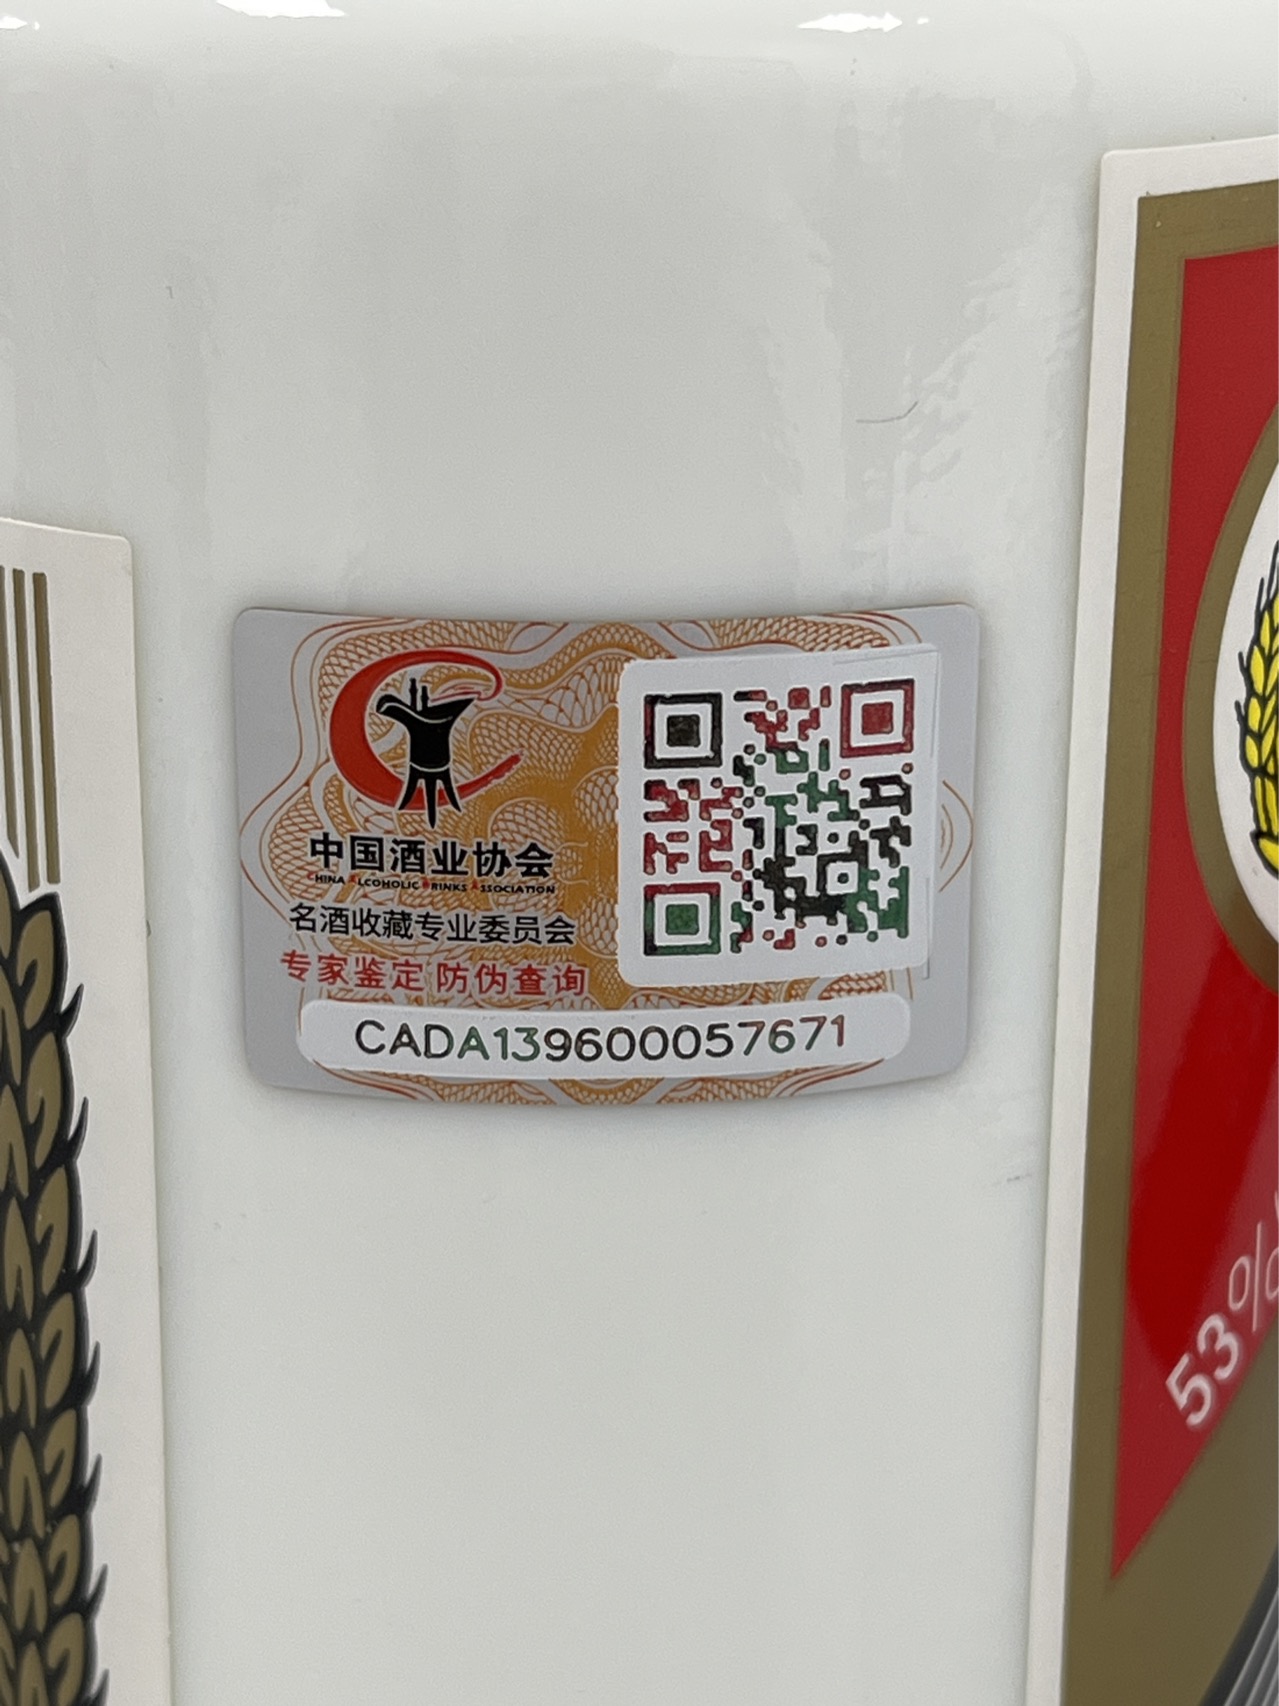 中国酒业协会
CHINA ALCOHOLIC DRINKS ASSOCIATION
名酒收藏专业委员会
专家鉴定 防伪查询
CADA139600057671
53%